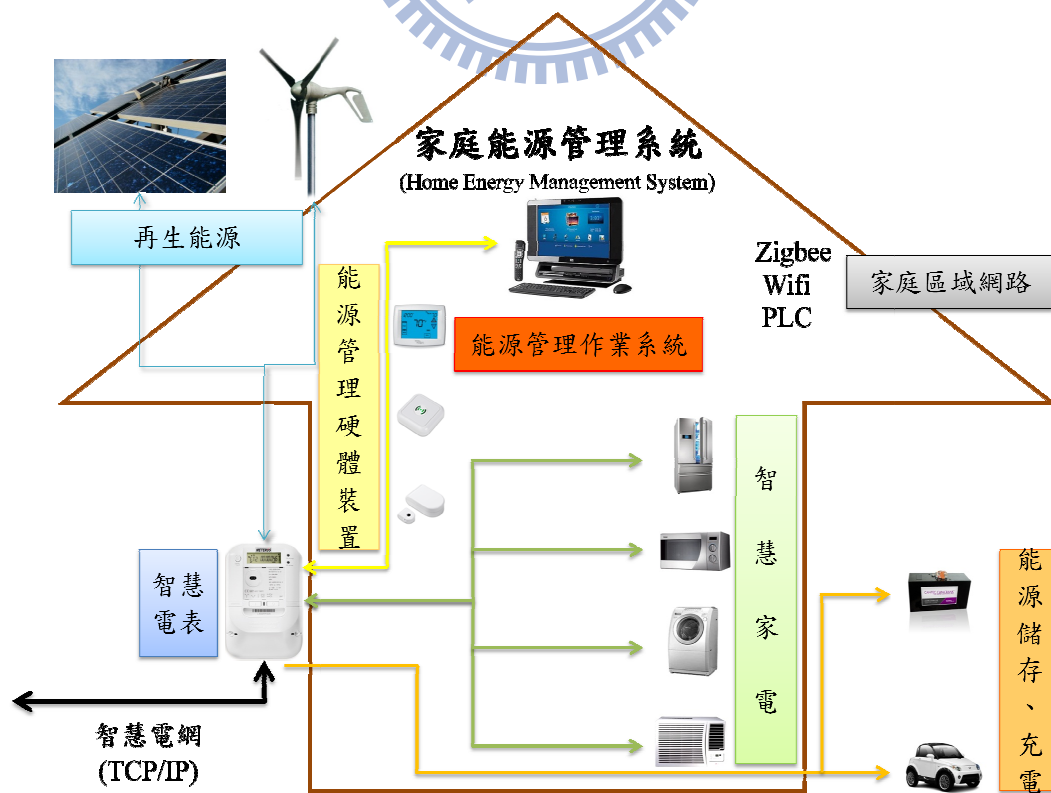 家庭能源管理系統
(Home Energy Management System)
再生能源
能源管理硬體裝置
Zigbee
Wifi
PLC
家庭區域網路
能源管理作業系統
智慧家電
智慧
電表
能源儲存、充電
智慧電網
(TCP/IP)